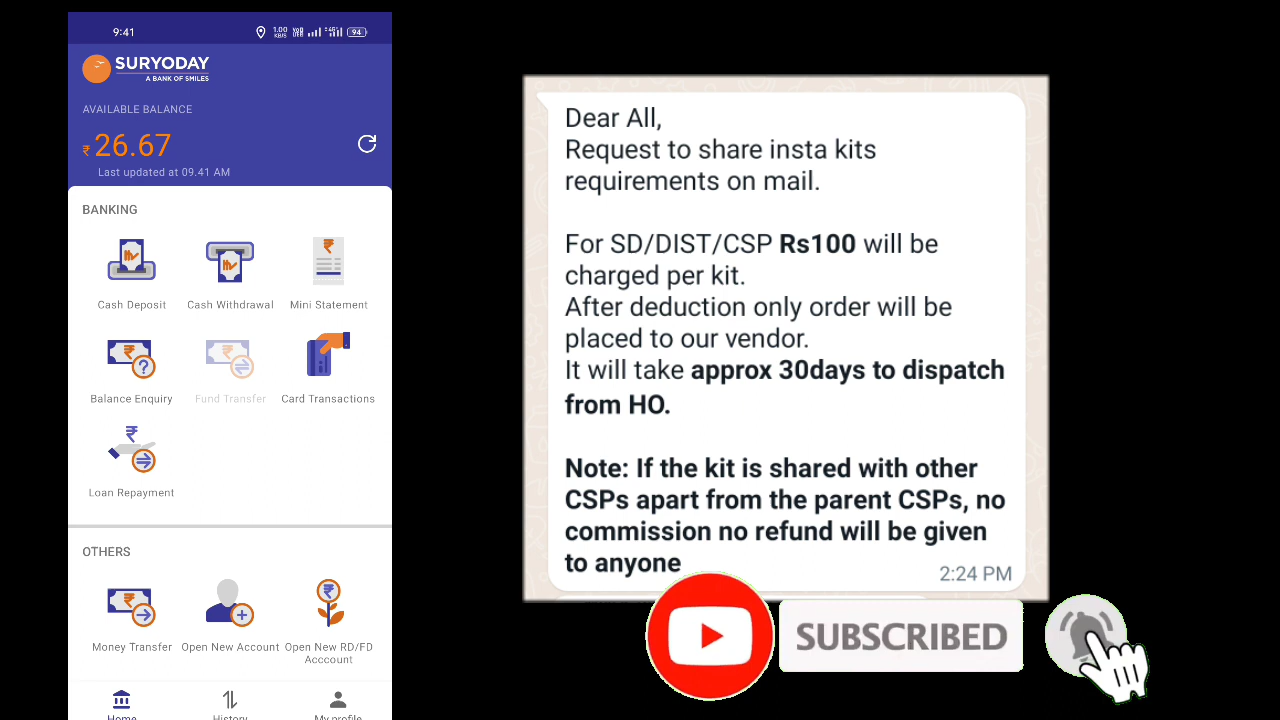 9:41
1.00 KB/S
94
SURYODAY
A BANK OF SMILES
AVAILABLE BALANCE
₹ 26.67
Last updated at 09.41 AM
BANKING
Cash Deposit Cash Withdrawal Mini Statement
Balance Enquiry Fund Transfer Card Transactions
Loan Repayment
OTHERS
Money Transfer Open New Account Open New RD/FD
Acccount
Home History My profile
Dear All,
Request to share insta kits
requirements on mail.
For SD/DIST/CSP Rs100 will be
charged per kit.
After deduction only order will be
placed to our vendor.
It will take approx 30days to dispatch
from HO.
Note: If the kit is shared with other
CSPs apart from the parent CSPs, no
commission no refund will be given
to anyone
2:24 PM
SUBSCRIBED